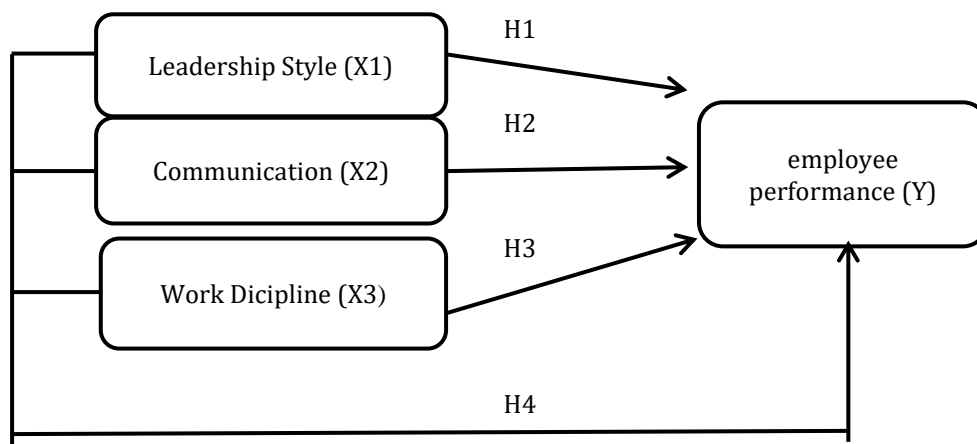 H1
Leadership Style (X1)
H2
Communication (X2)
employee
performance (Y)
H3
Work Dicipline (X3)
H4